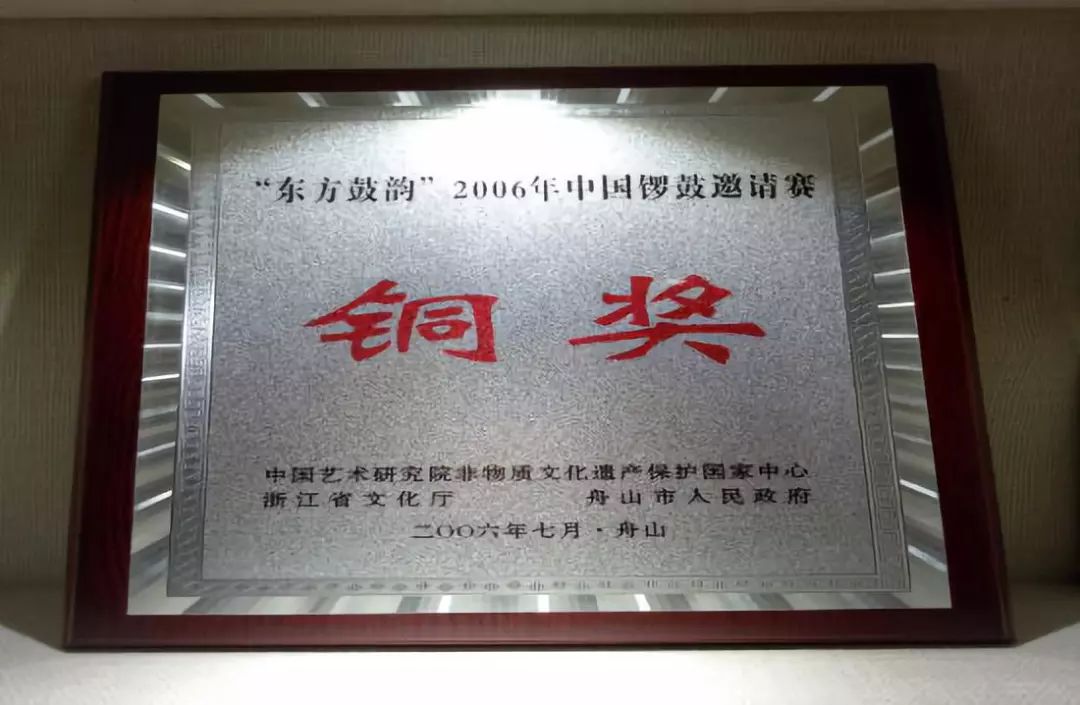 “东方鼓韵”2006年中国锣鼓邀请赛
铜奖
中国艺术研究院非物质文化遗产保护国家中心
浙江省文化厅 舟山市人民政府
二〇〇六年七月·舟山